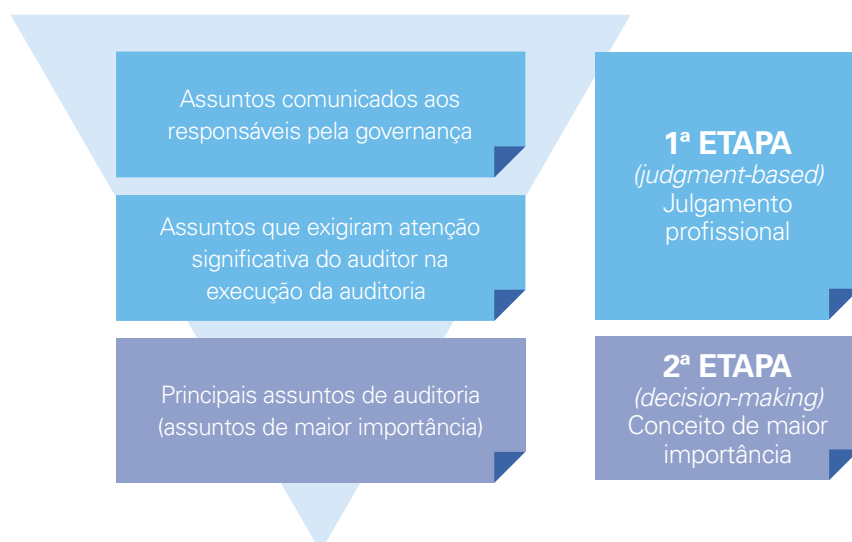 Assuntos comunicados aos
responsáveis pela governança
Assuntos que exigiram atenção
significativa do auditor na
execução da auditoria
Principais assuntos de auditoria
(assuntos de maior importância)
1ª ETAPA
(judgment-based)
Julgamento
profissional
2ª ETAPA
(decision-making)
Conceito de maior
importância